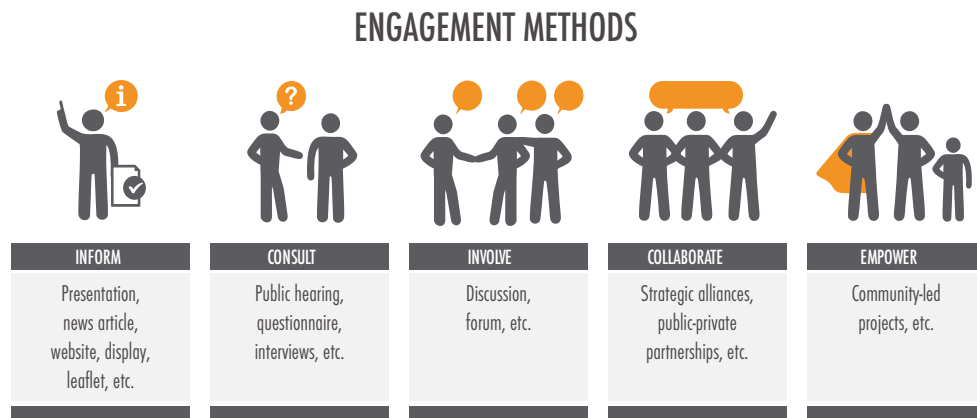 ENGAGEMENT METHODS
i
?
INFORM
Presentation,
news article,
website, display,
leaflet, etc.
CONSULT
Public hearing,
questionnaire,
interviews, etc.
INVOLVE
Discussion,
forum, etc.
COLLABORATE
Strategic alliances,
public-private
partnerships, etc.
EMPOWER
Community-led
projects, etc.